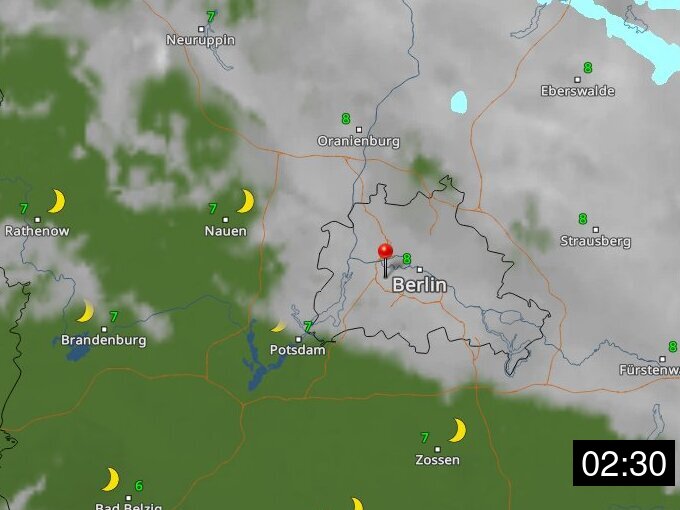 7
Neuruppin
8
Eberswalde
8
Oranienburg
7
Rathenow
7
Nauen
8
Strausberg
8
Berlin
7
Brandenburg
7
Potsdam
8
Fürstenwa
7
Zossen
02:30
6
Bad Belzig